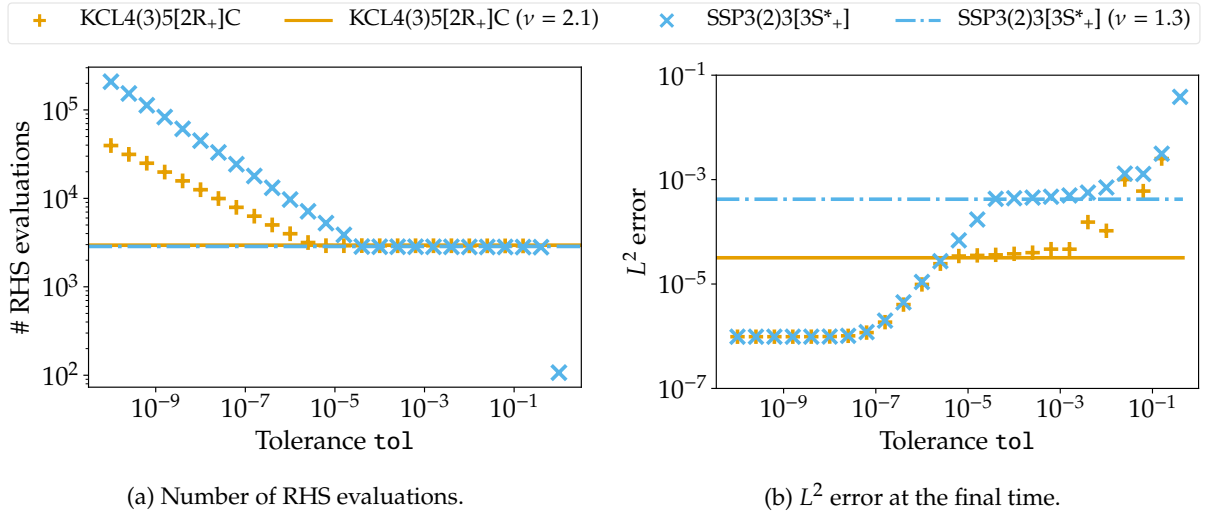 KCL4(3)5[2R₊]C KCL4(3)5[2R₊]C (ν = 2.1) SSP3(2)3[3S*₊] SSP3(2)3[3S*₊] (ν = 1.3)
# RHS evaluations
10⁵
10⁴
10³
10²
10⁻⁹ 10⁻⁷ 10⁻⁵ 10⁻³ 10⁻¹
Tolerance tol
(a) Number of RHS evaluations.
L² error
10⁻¹
10⁻³
10⁻⁵
10⁻⁷
10⁻⁹ 10⁻⁷ 10⁻⁵ 10⁻³ 10⁻¹
Tolerance tol
(b) L² error at the final time.